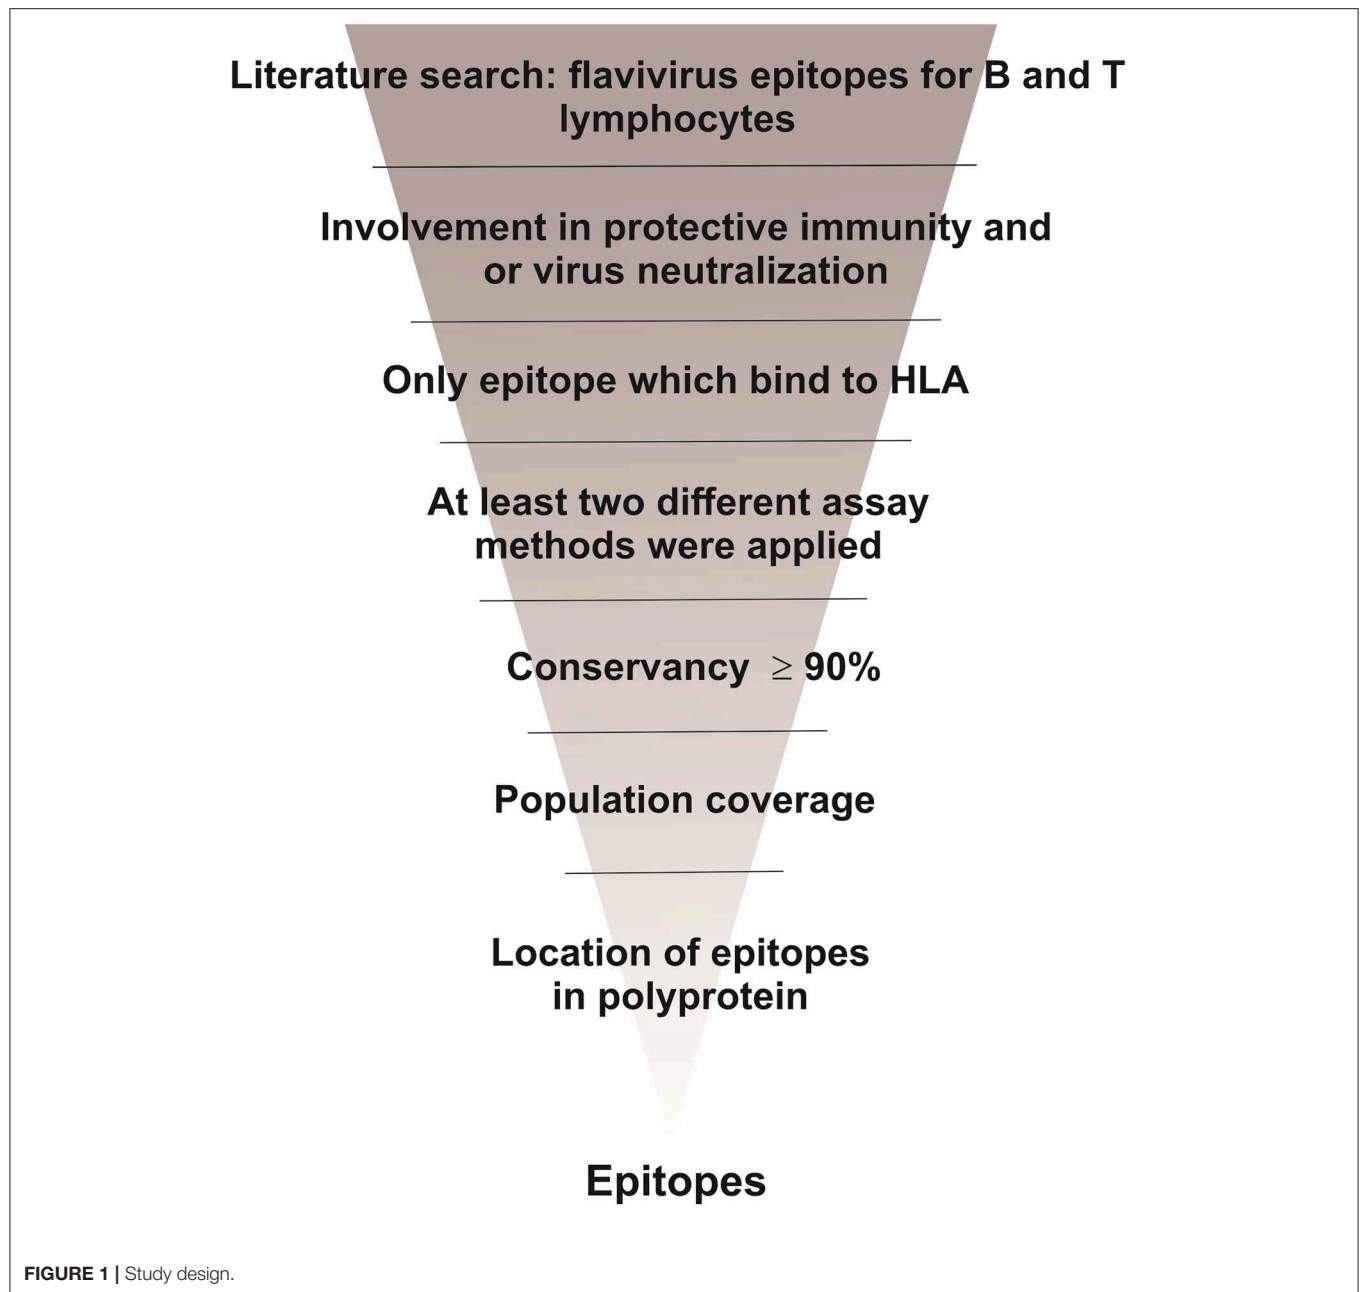 Literature search: flavivirus epitopes for B and T
lymphocytes
Involvement in protective immunity and
or virus neutralization
Only epitope which bind to HLA
At least two different assay
methods were applied
Conservancy ≥ 90%
Population coverage
Location of epitopes
in polyprotein
Epitopes
FIGURE 1 | Study design.